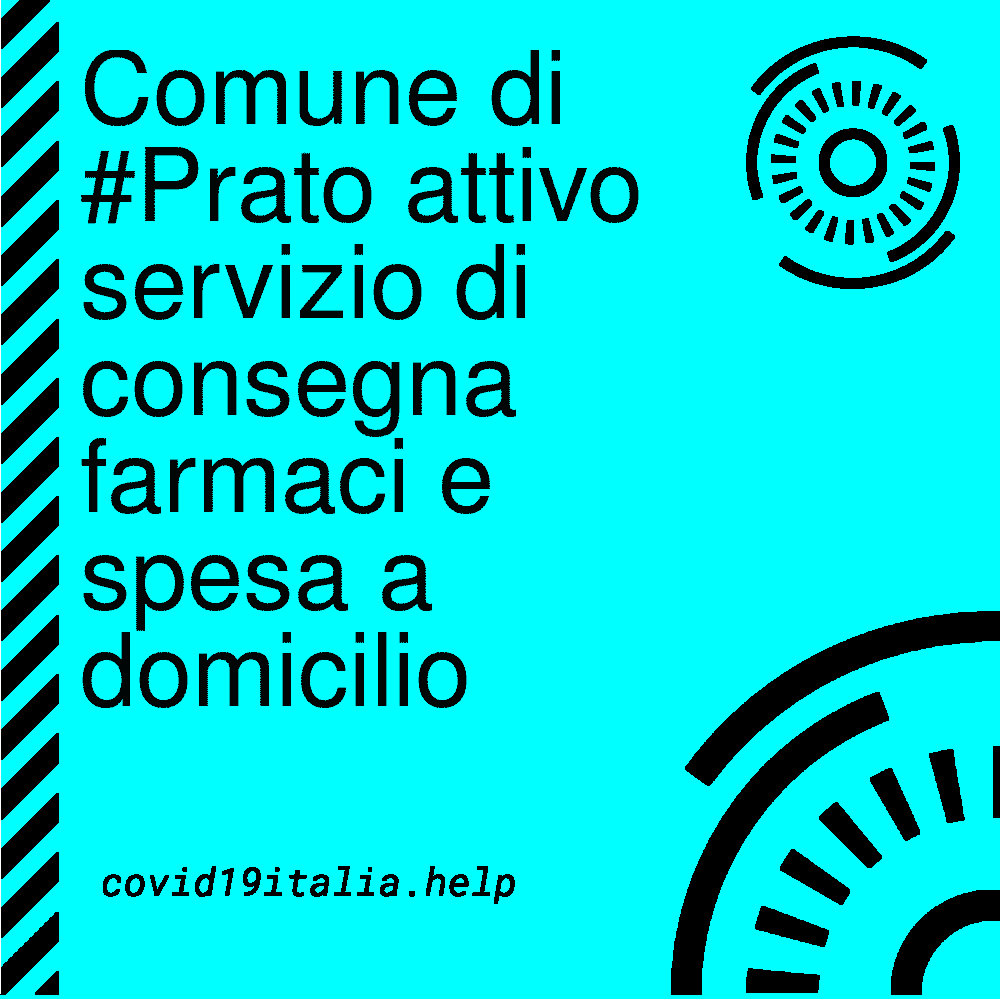 Comune di
#Prato attivo
servizio di
consegna
farmaci e
spesa a
domicilio
covid19italia.help